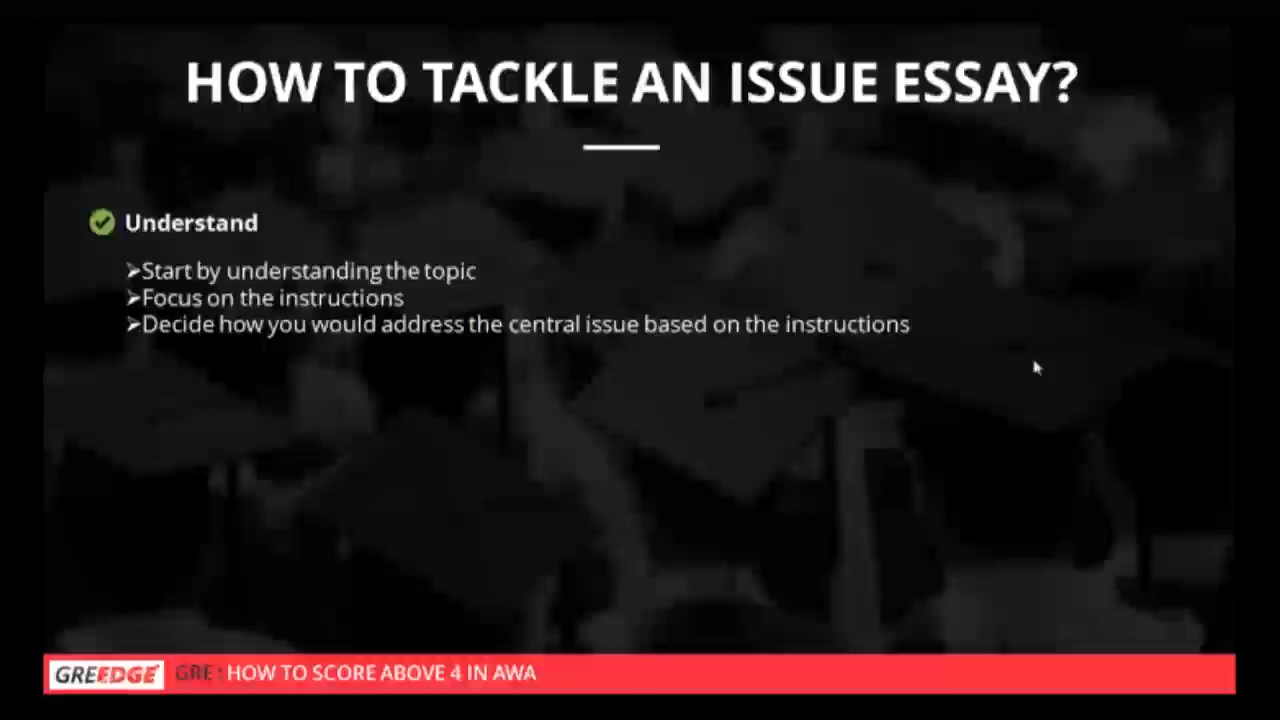 HOW TO TACKLE AN ISSUE ESSAY?
Understand
➢Start by understanding the topic
➢Focus on the instructions
➢Decide how you would address the central issue based on the instructions
GREEDGE GRE : HOW TO SCORE ABOVE 4 IN AWA